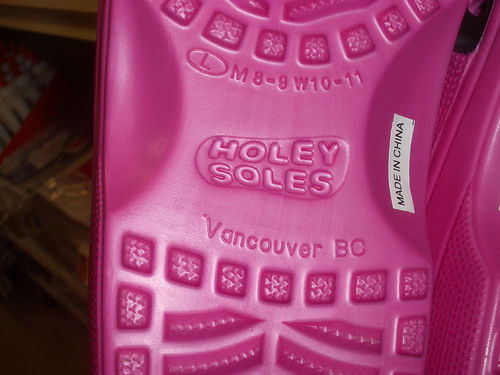 L M 8-9 W10-11
HOLEY
SOLES
MADE IN CHINA
Vancouver BC